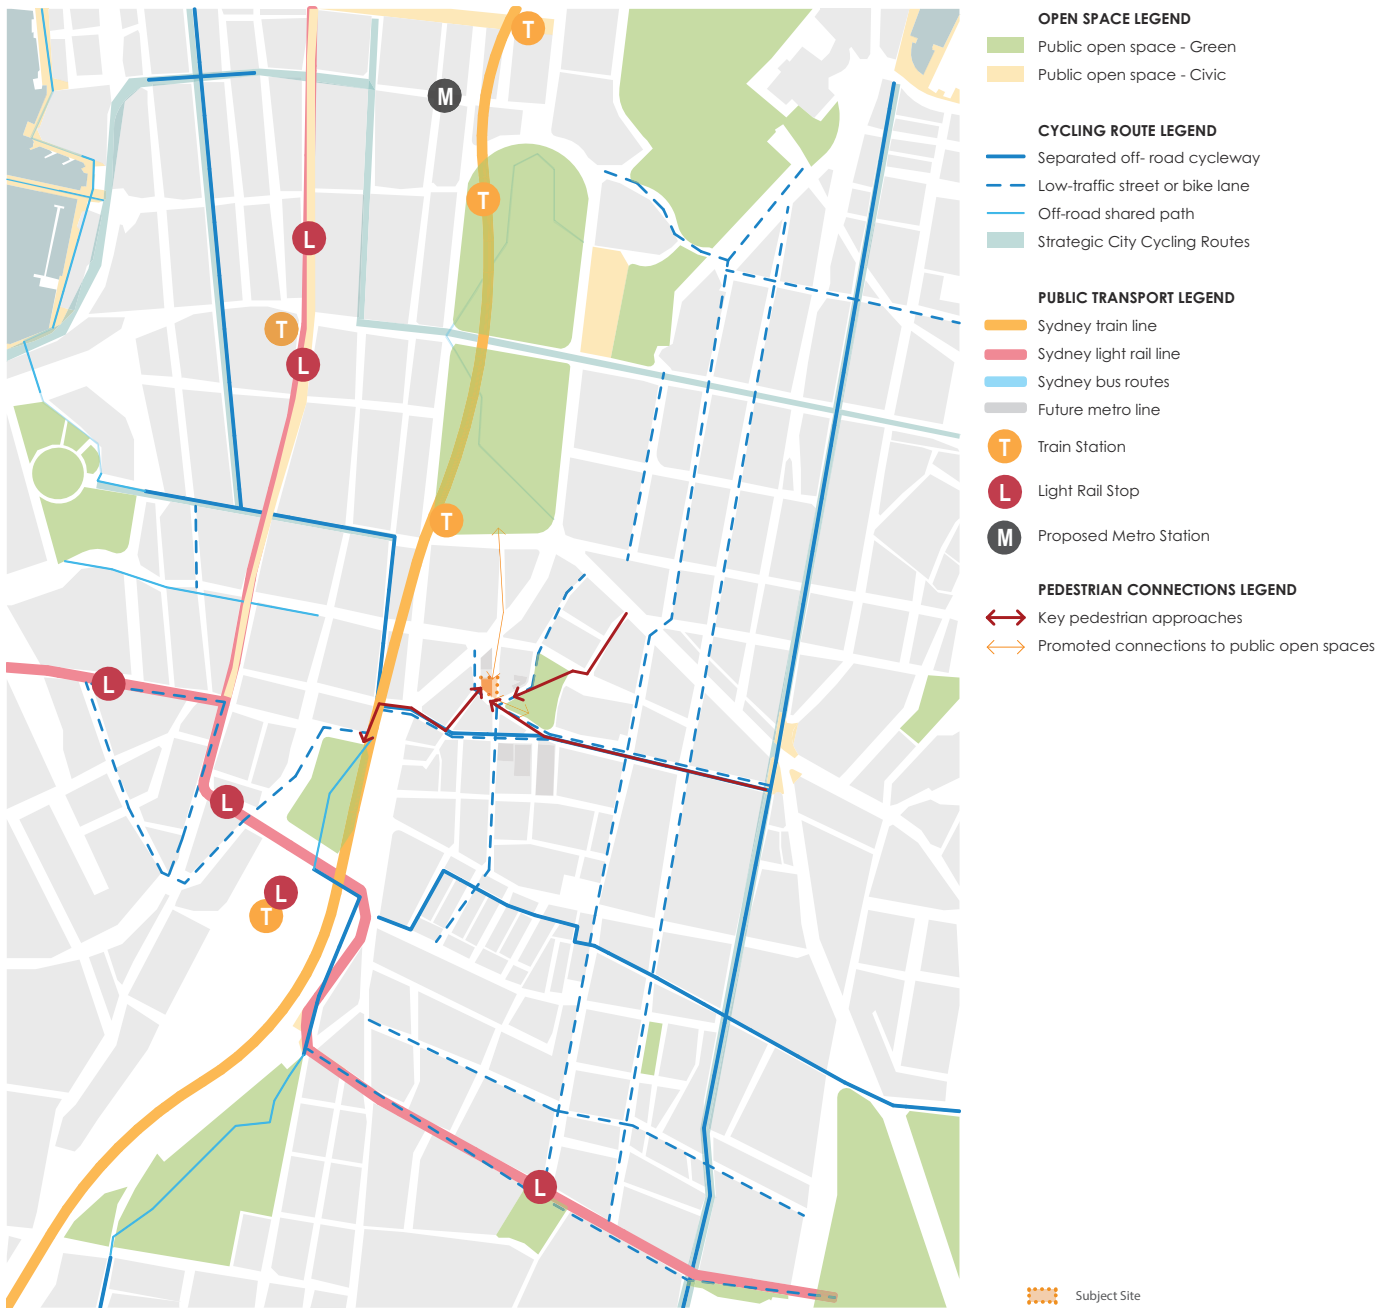 T
M
T
L
T
L
T
L
L
L
T
L
OPEN SPACE LEGEND
Public open space - Green
Public open space - Civic
CYCLING ROUTE LEGEND
Separated off- road cycleway
Low-traffic street or bike lane
Off-road shared path
Strategic City Cycling Routes
PUBLIC TRANSPORT LEGEND
Sydney train line
Sydney light rail line
Sydney bus routes
Future metro line
T Train Station
L Light Rail Stop
M Proposed Metro Station
PEDESTRIAN CONNECTIONS LEGEND
Key pedestrian approaches
Promoted connections to public open spaces
Subject Site